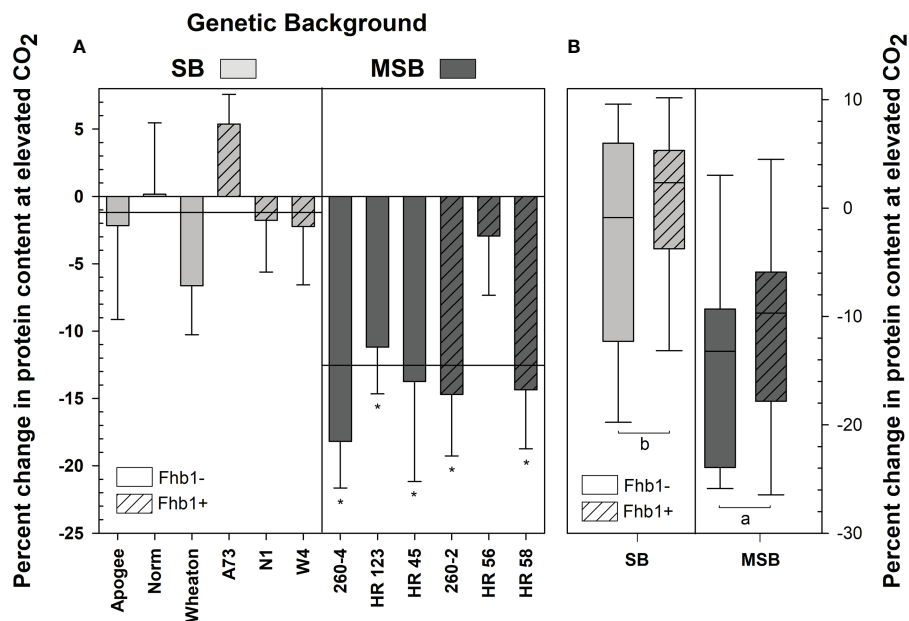 Genetic Background
A
B
SB
MSB
Percent change in protein content at elevated CO2
5
0
-5
-10
-15
-20
-25
*
*
*
*
*
Fhb1-
Fhb1+
Apogee
Norm
Wheaton
A73
N1
W4
260-4
HR 123
HR 45
260-2
HR 56
HR 58
b
a
Fhb1-
Fhb1+
SB
MSB
10
0
-10
-20
-30
Percent change in protein content at elevated CO2